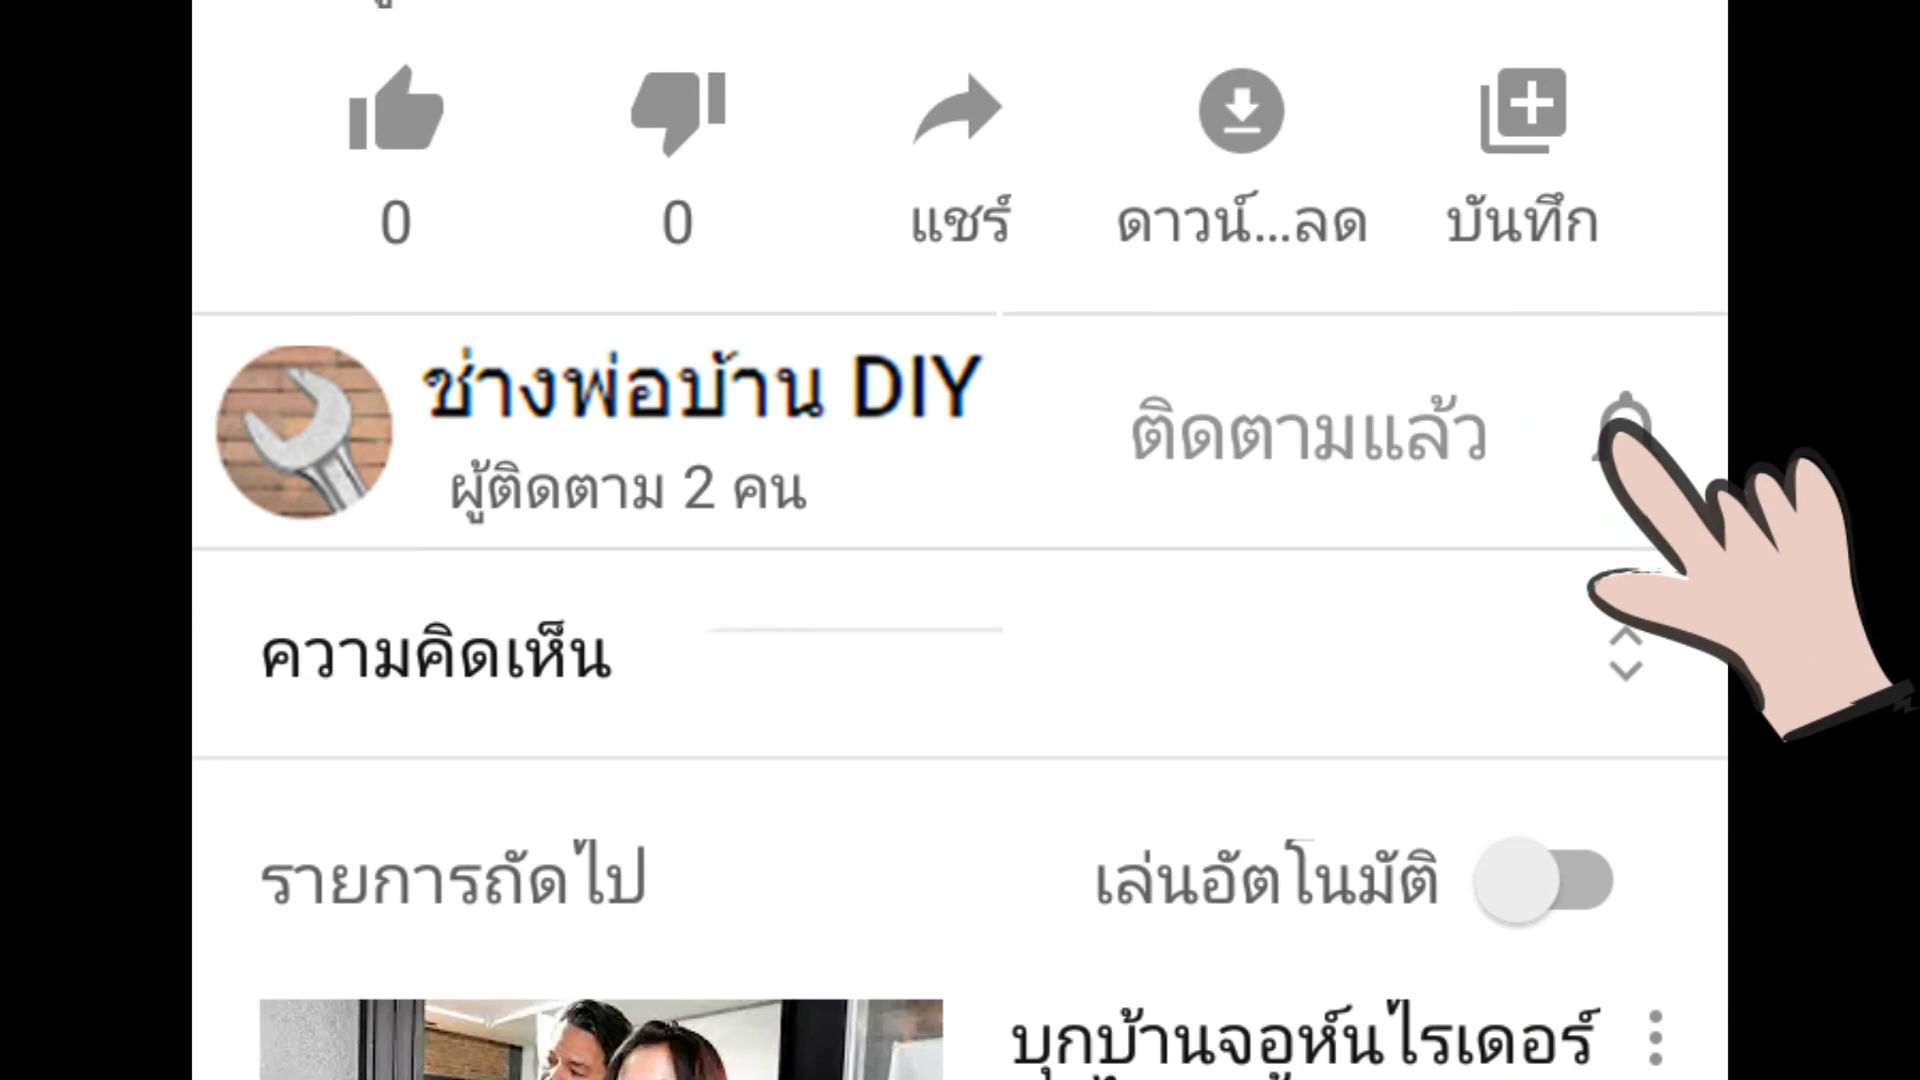 0
0
แชร์
ดาวน์...ลด
บันทึก
ช่างพ่อบ้าน DIY
ติดตามแล้ว
ผู้ติดตาม 2 คน
ความคิดเห็น
รายการถัดไป
เล่นอัตโนมัติ
บุกบ้านจอห์นไรเดอร์